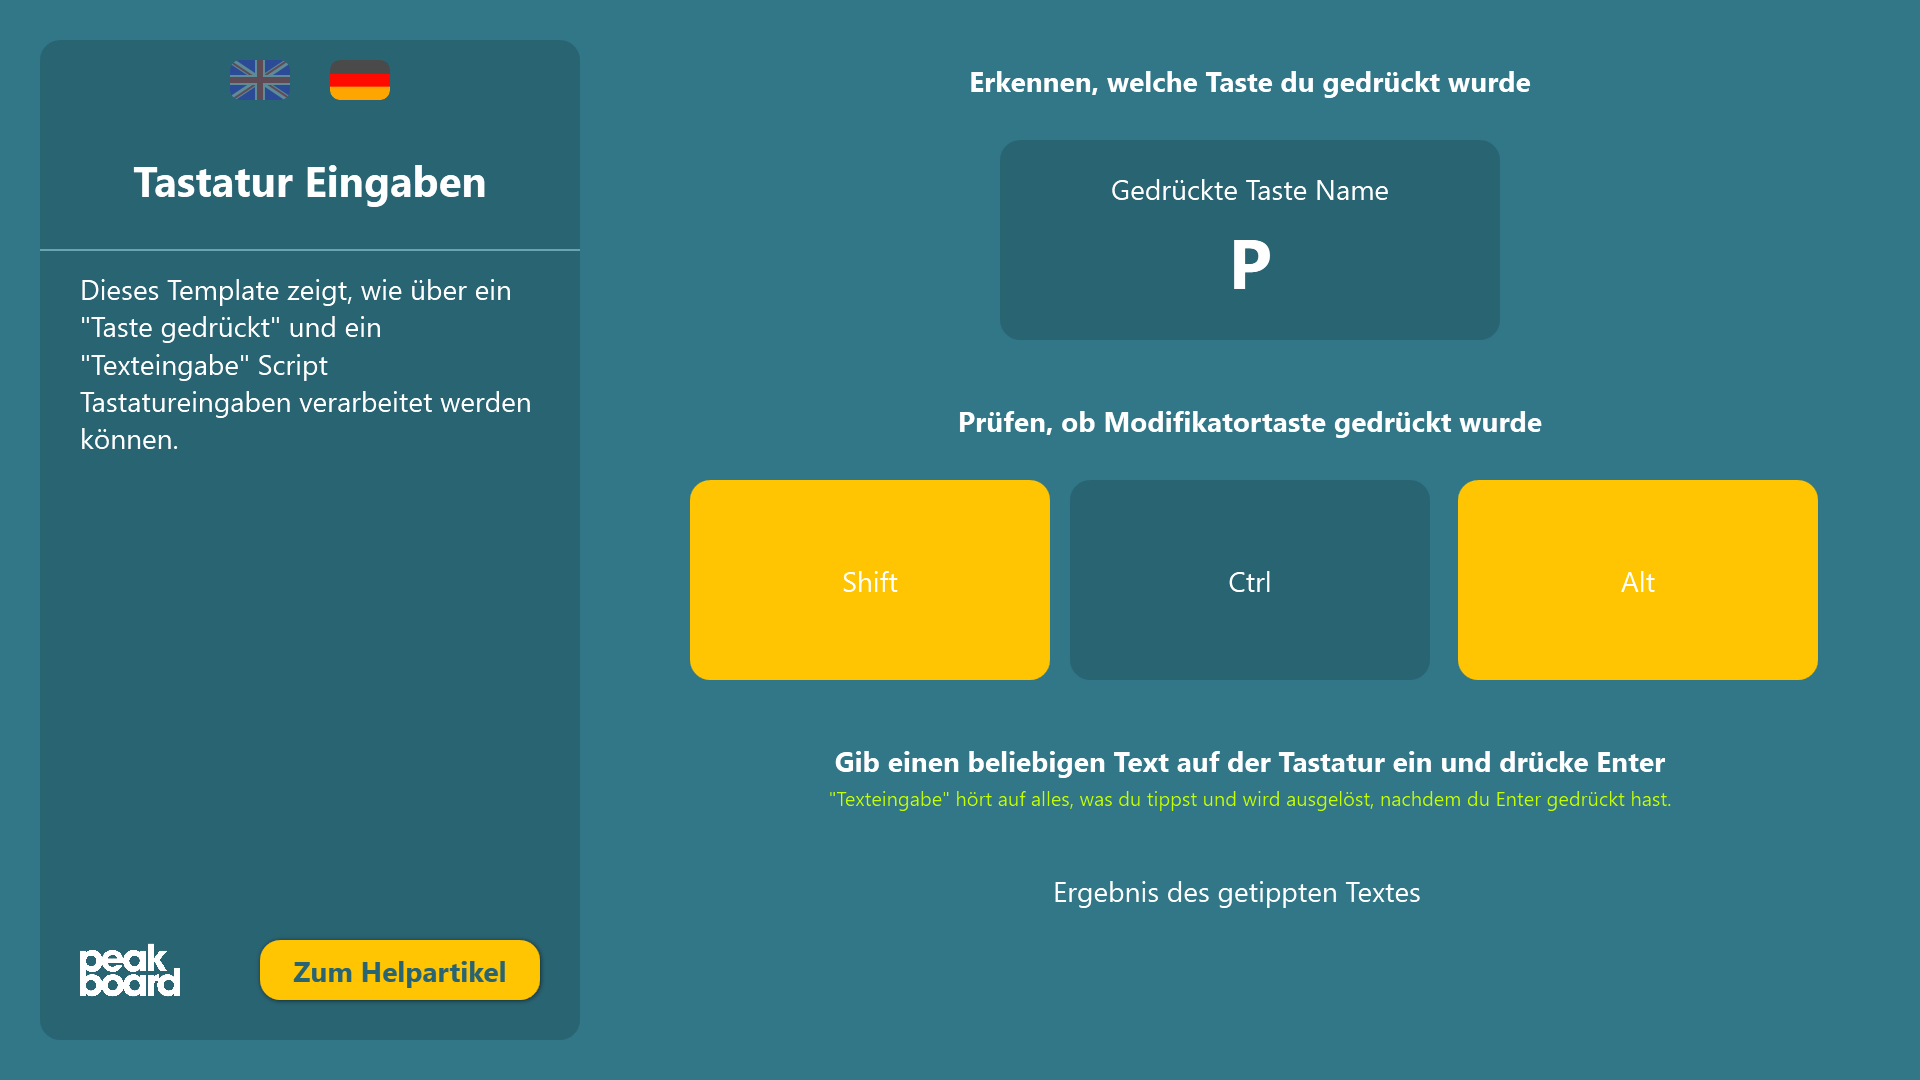 Tastatur Eingaben
Dieses Template zeigt, wie über ein
"Taste gedrückt" und ein
"Texteingabe" Script
Tastatureingaben verarbeitet werden
können.
peak
board
Zum Helpartikel
Erkennen, welche Taste du gedrückt wurde
Gedrückte Taste Name
P
Prüfen, ob Modifikatortaste gedrückt wurde
Shift
Ctrl
Alt
Gib einen beliebigen Text auf der Tastatur ein und drücke Enter
"Texteingabe" hört auf alles, was du tippst und wird ausgelöst, nachdem du Enter gedrückt hast.
Ergebnis des getippten Textes